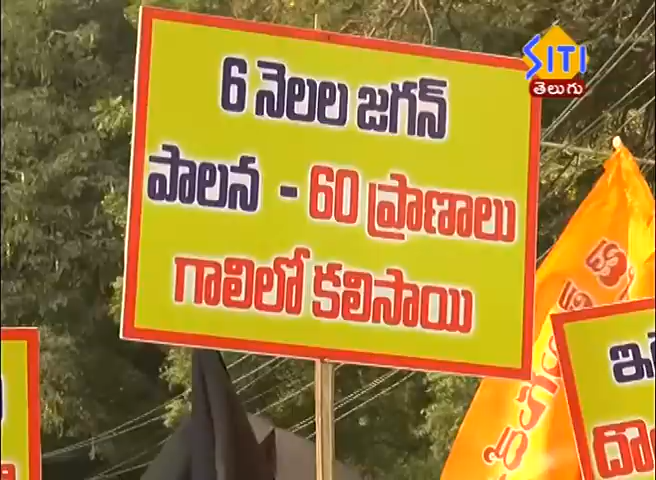 6 నెలల జగన్
పాలన - 60 ప్రాణాలు
గాలిలో కలిసాయి
SITI
తెలుగు